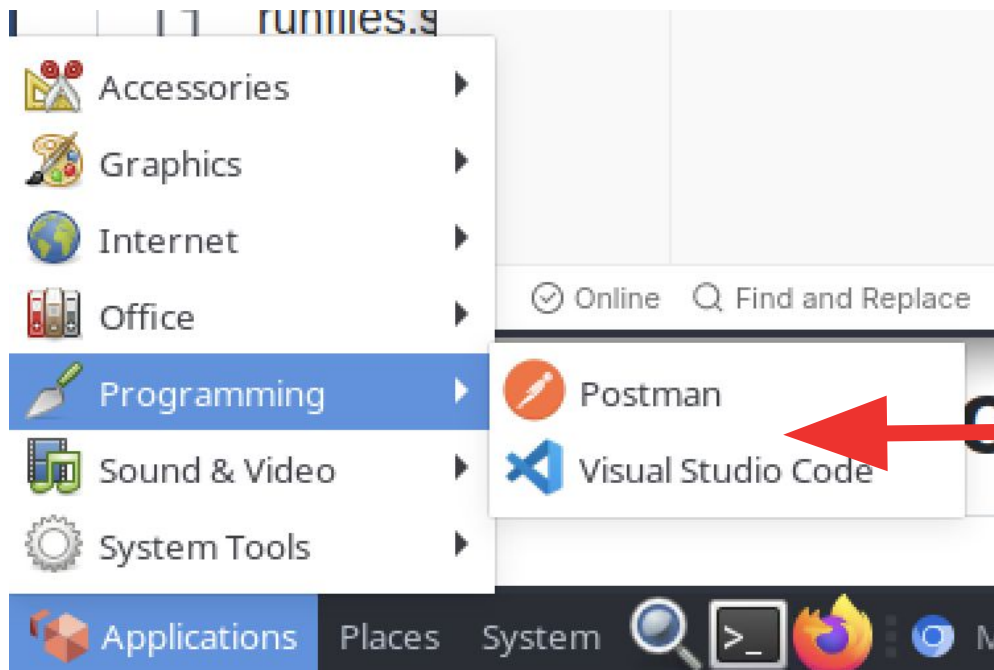 runfiles.s
Accessories
Graphics
Internet
Online Find and Replace
Office
Programming
Postman
Sound & Video
Visual Studio Code
System Tools
Applications Places System >_